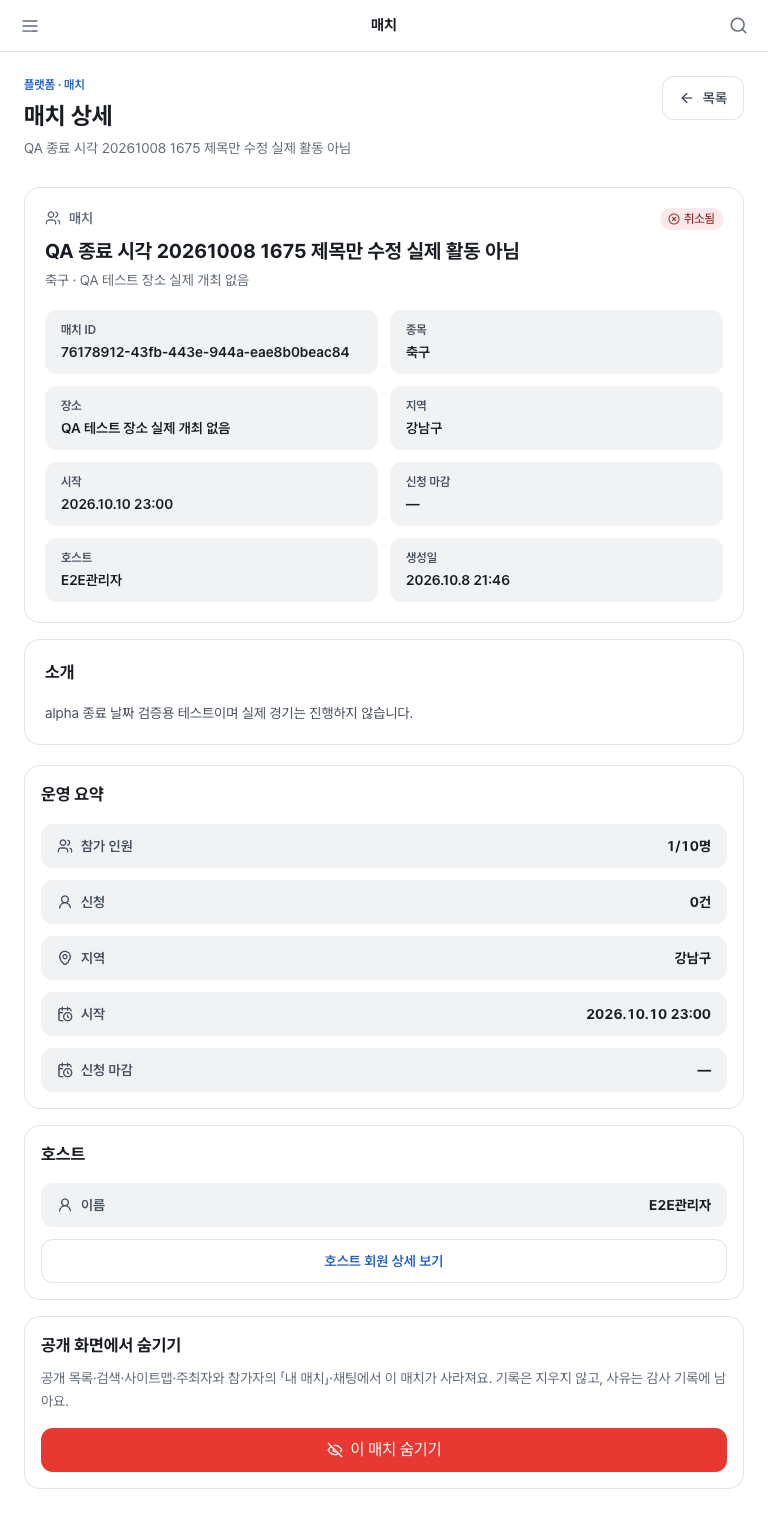 매치
플랫폼 · 매치
매치 상세
목록
QA 종료 시각 20261008 1675 제목만 수정 실제 활동 아님
매치
취소됨
QA 종료 시각 20261008 1675 제목만 수정 실제 활동 아님
축구 · QA 테스트 장소 실제 개최 없음
매치 ID
76178912-43fb-443e-944a-eae8b0beac84
종목
축구
장소
QA 테스트 장소 실제 개최 없음
지역
강남구
시작
2026.10.10 23:00
신청 마감
—
호스트
E2E관리자
생성일
2026.10.8 21:46
소개
alpha 종료 날짜 검증용 테스트이며 실제 경기는 진행하지 않습니다.
운영 요약
참가 인원 1/10명
신청 0건
지역 강남구
시작 2026.10.10 23:00
신청 마감 —
호스트
이름 E2E관리자
호스트 회원 상세 보기
공개 화면에서 숨기기
공개 목록·검색·사이트맵·주최자와 참가자의 「내 매치」·채팅에서 이 매치가 사라져요. 기록은 지우지 않고, 사유는 감사 기록에 남
아요.
이 매치 숨기기